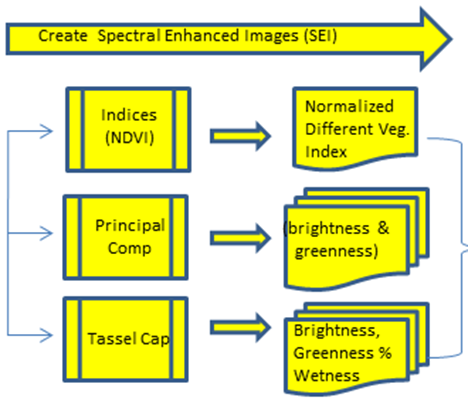 Create Spectral Enhanced Images (SEI)
Indices
(NDVI)
Normalized
Different Veg.
Index
Principal
Comp
(brightness &
greenness)
Tassel Cap
Brightness,
Greenness %
Wetness